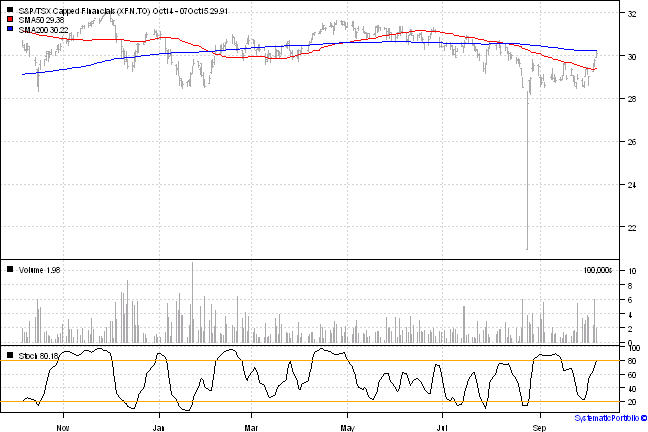 S&P/TSX Capped Financials (XFN.TO) Oct14 - 07Oct15 29.91
SMA50 29.38
SMA200 30.22
32
30
28
26
24
22
Volume 1.98
100,000s
10
8
6
4
2
0
Stoch 80.18
100
80
60
40
20
Nov
Jan
Mar
May
Jul
Sep
SystematicPortfolio ©